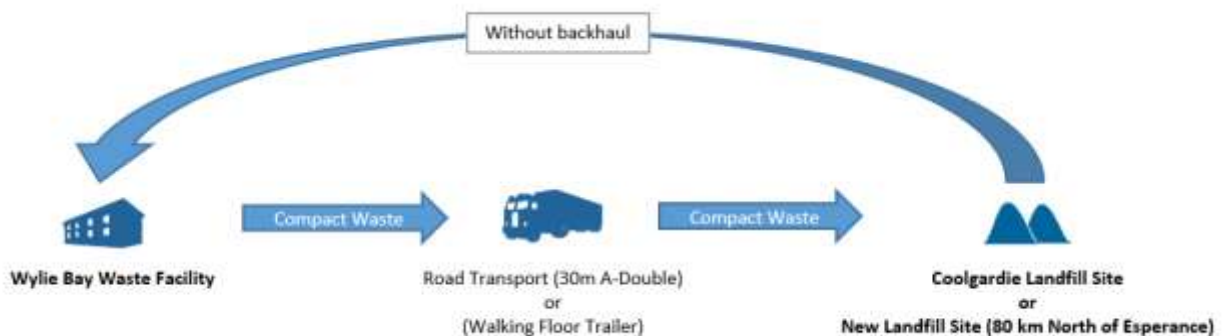 Without backhaul
Compact Waste
Compact Waste
Wylie Bay Waste Facility
Road Transport (30m A-Double)
or
(Walking Floor Trailer)
Coolgardie Landfill Site
or
New Landfill Site (80 km North of Esperance)